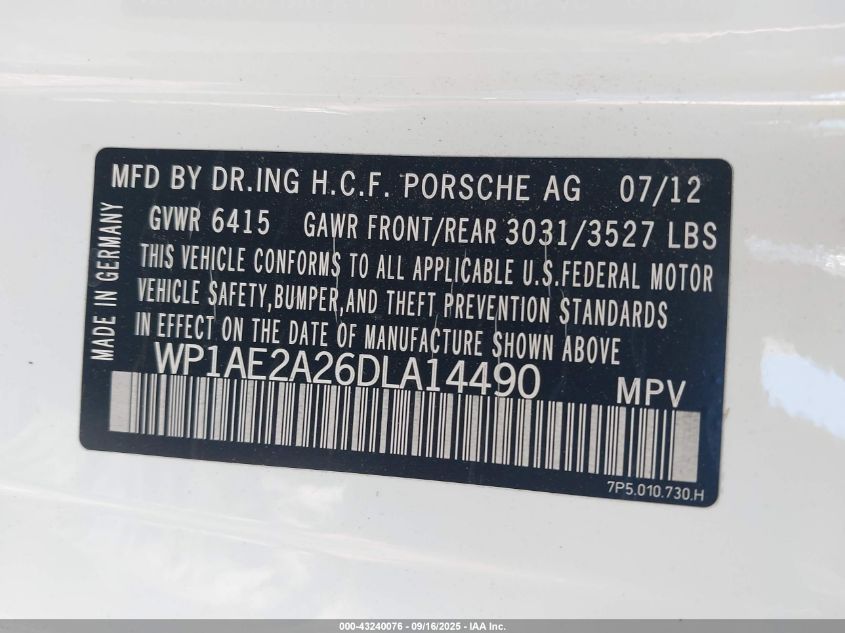 MFD BY DR.ING H.C.F. PORSCHE AG 07/12
GVWR 6415 GAWR FRONT/REAR 3031/3527 LBS
THIS VEHICLE CONFORMS TO ALL APPLICABLE U.S.FEDERAL MOTOR
VEHICLE SAFETY,BUMPER,AND THEFT PREVENTION STANDARDS
IN EFFECT ON THE DATE OF MANUFACTURE SHOWN ABOVE
WP1AE2A26DLA14490 MPV
7P5.010.730.H
MADE IN GERMANY
000-43240076 - 09/16/2025 - IAA Inc.